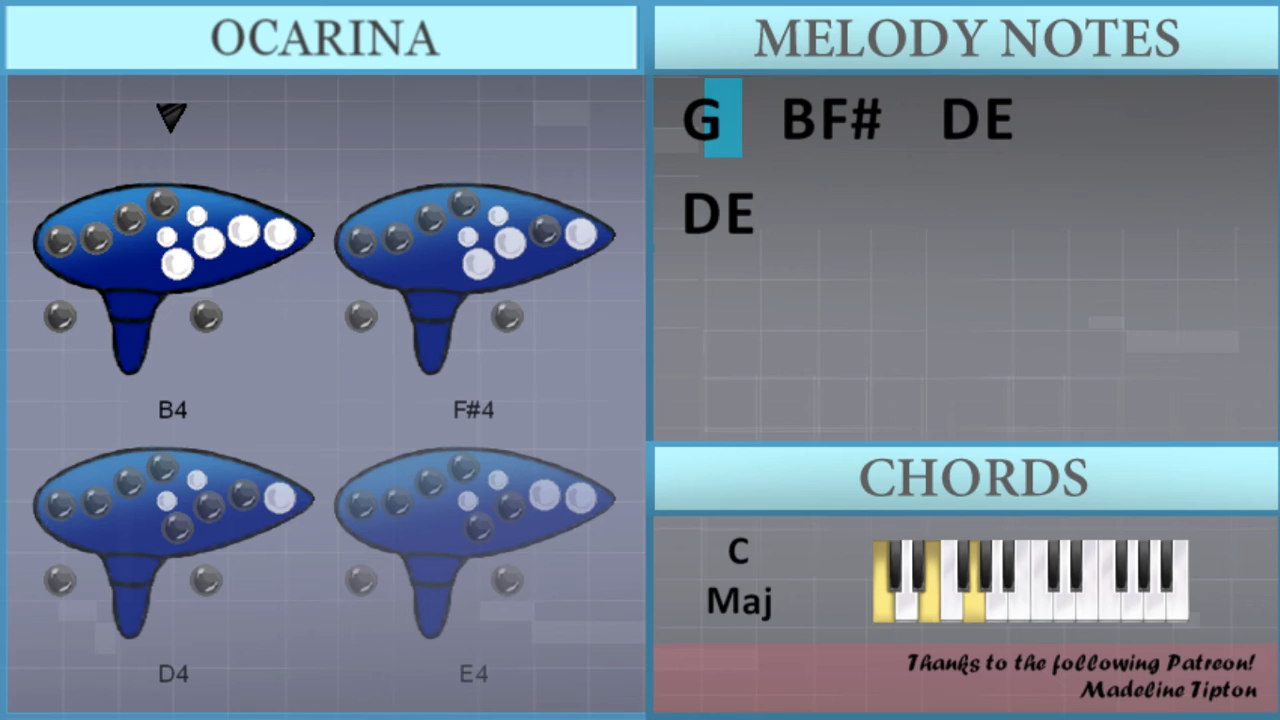 OCARINA
B4
F#4
D4
E4
MELODY NOTES
G BF# DE
DE
CHORDS
C
Maj
Thanks to the following Patreon!
Madeline Tipton